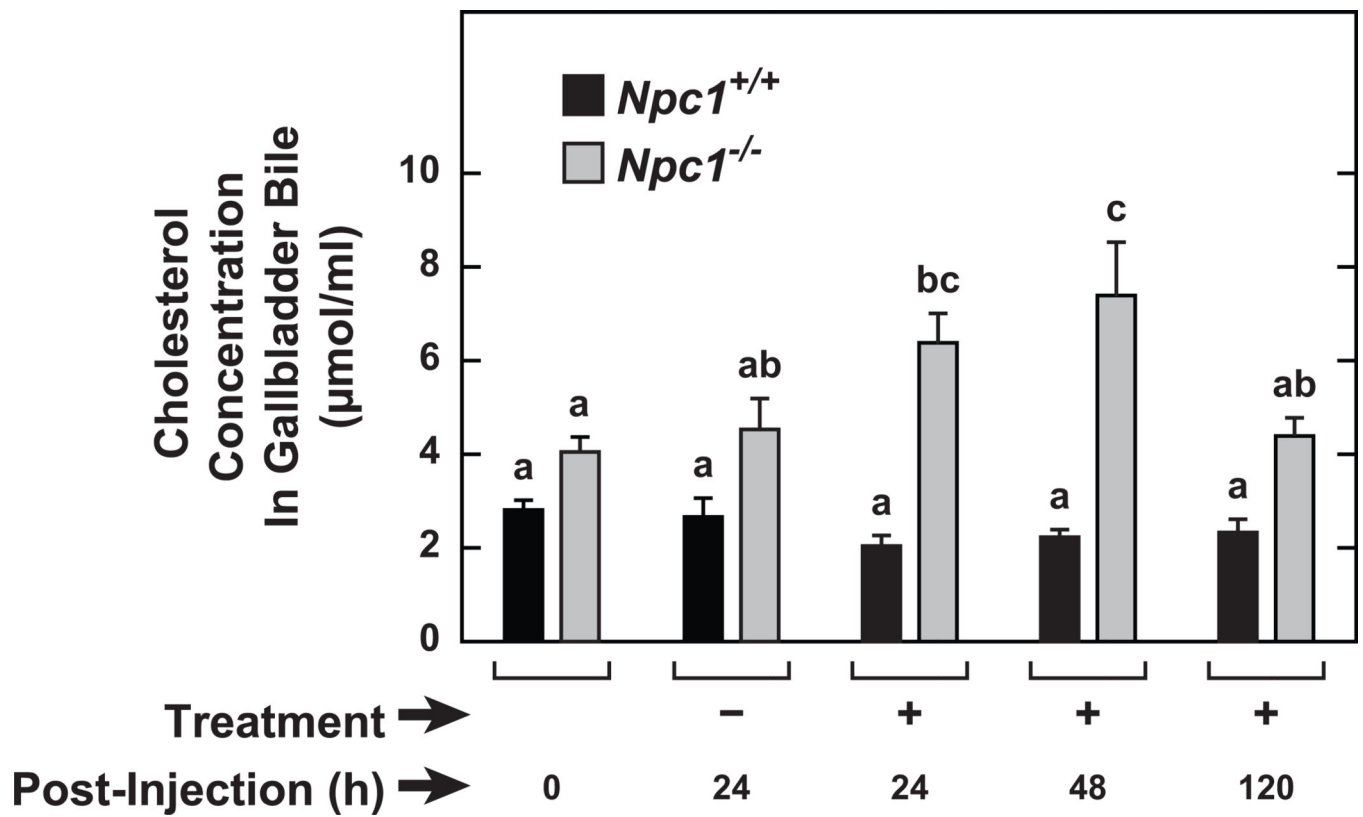 Npc1+/+
Npc1-/-
Cholesterol
Concentration
In Gallbladder Bile
(µmol/ml)
10
8
6
4
2
0
a
a
a
ab
a
bc
a
c
a
ab
Treatment
− + + +
Post-Injection (h)
0 24 24 48 120